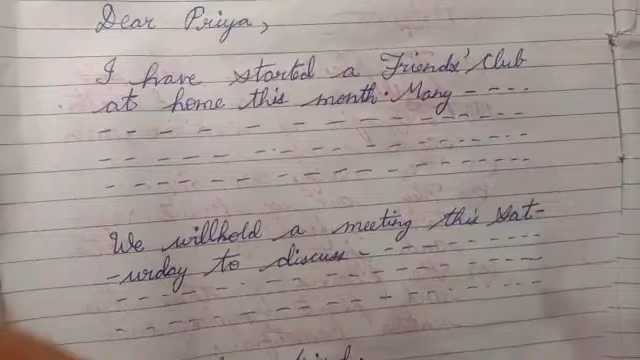 Dear Priya,
I have started a Friends' Club
at home this month. Many ----
- - - - - - - - - - - - - -
- - - - - - - - - - - - - -
- - - - - - - - - - - - - -
We willhold a meeting this Sat-
-urday to discuss - - - - - - - -
- - - - - - - - - - - - - -
- - - - - - - - - - - - - -